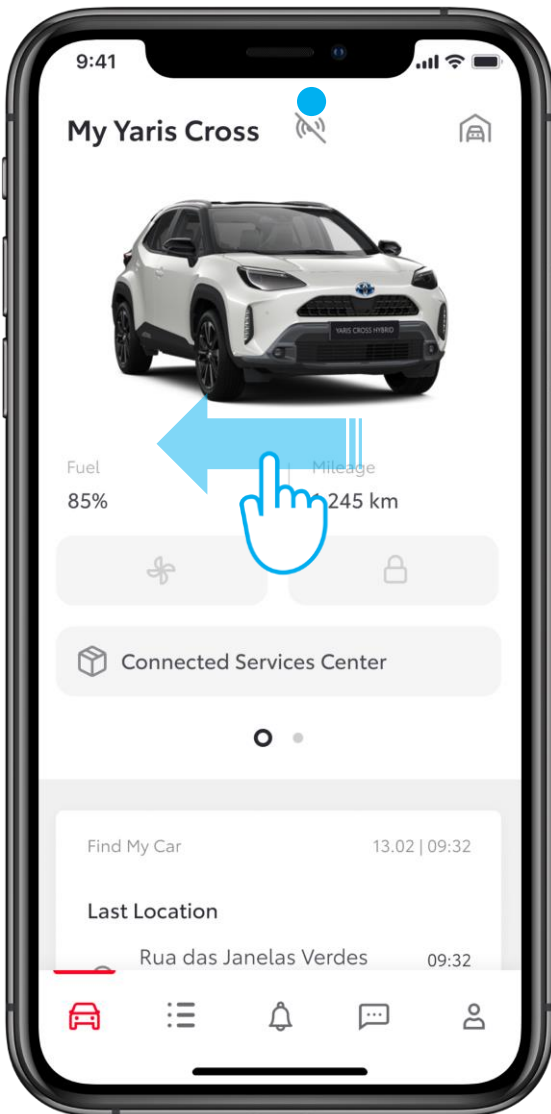 9:41
My Yaris Cross
YARIS CROSS HYBRID
Fuel
Mileage
85%
245 km
Connected Services Center
Find My Car
13.02 | 09:32
Last Location
Rua das Janelas Verdes
09:32